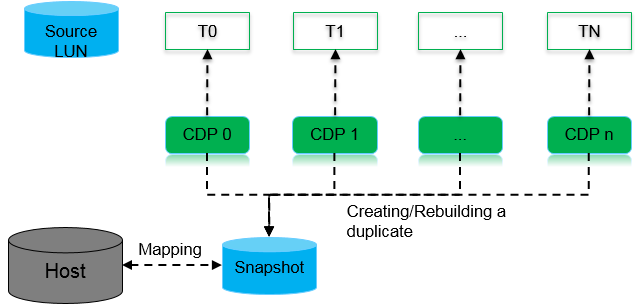 Source
LUN
T0
T1
...
TN
CDP 0
CDP 1
...
CDP n
Creating/Rebuilding a
duplicate
Mapping
Host
Snapshot